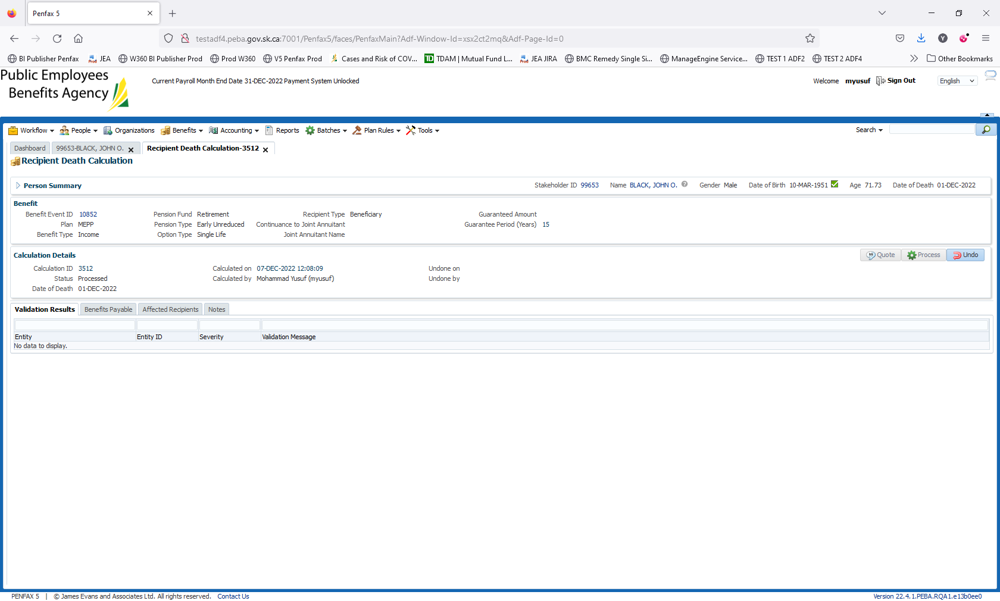 Penfax 5
testadf4.peba.gov.sk.ca:7001/Penfax5/faces/PenfaxMain?Adf-Window-Id=xsx2ct2mq&Adf-Page-Id=0
Y
BI Publisher Penfax JEA W360 BI Publisher Prod Prod W360 V5 Penfax Prod Cases and Risk of COV... TD TDAM | Mutual Fund L... JEA JIRA BMC Remedy Single Si... ManageEngine Service... TEST 1 ADF2 TEST 2 ADF4 Other Bookmarks
Public Employees
Benefits Agency
Current Payroll Month End Date 31-DEC-2022 Payment System Unlocked
Welcome myusuf Sign Out English
Workflow People Organizations Benefits Accounting Reports Batches Plan Rules Tools Search
Dashboard 99653-BLACK, JOHN O. Recipient Death Calculation-3512
Recipient Death Calculation
Person Summary Stakeholder ID 99653 Name BLACK, JOHN O. Gender Male Date of Birth 10-MAR-1951 Age 71.73 Date of Death 01-DEC-2022
Benefit
Benefit Event ID 10852 Pension Fund Retirement Recipient Type Beneficiary Guaranteed Amount
Plan MEPP Pension Type Early Unreduced Continuance to Joint Annuitant Guarantee Period (Years) 15
Benefit Type Income Option Type Single Life Joint Annuitant Name
Calculation Details Quote Process Undo
Calculation ID 3512 Calculated on 07-DEC-2022 12:08:09 Undone on
Status Processed Calculated by Mohammad Yusuf (myusuf) Undone by
Date of Death 01-DEC-2022
Validation Results Benefits Payable Affected Recipients Notes
Entity Entity ID Severity Validation Message
No data to display.
PENFAX 5 | © James Evans and Associates Ltd. All rights reserved. Contact Us Version 22.4.1.PEBA.RQA1.e13b0ee0